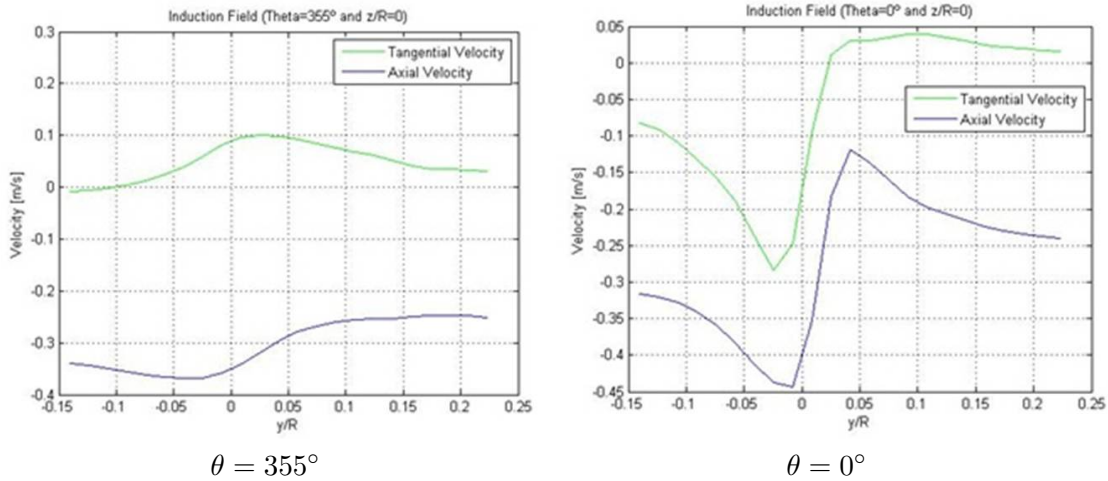 Induction Field (Theta=355º and z/R=0)
0.3
0.2
0.1
0
-0.1
-0.2
-0.3
-0.4
Velocity [m/s]
Tangential Velocity
Axial Velocity
-0.15 -0.1 -0.05 0 0.05 0.1 0.15 0.2 0.25
y/R
θ = 355°
Induction Field (Theta=0º and z/R=0)
0.05
0
-0.05
-0.1
-0.15
-0.2
-0.25
-0.3
-0.35
-0.4
-0.45
Velocity [m/s]
Tangential Velocity
Axial Velocity
-0.15 -0.1 -0.05 0 0.05 0.1 0.15 0.2 0.25
y/R
θ = 0°